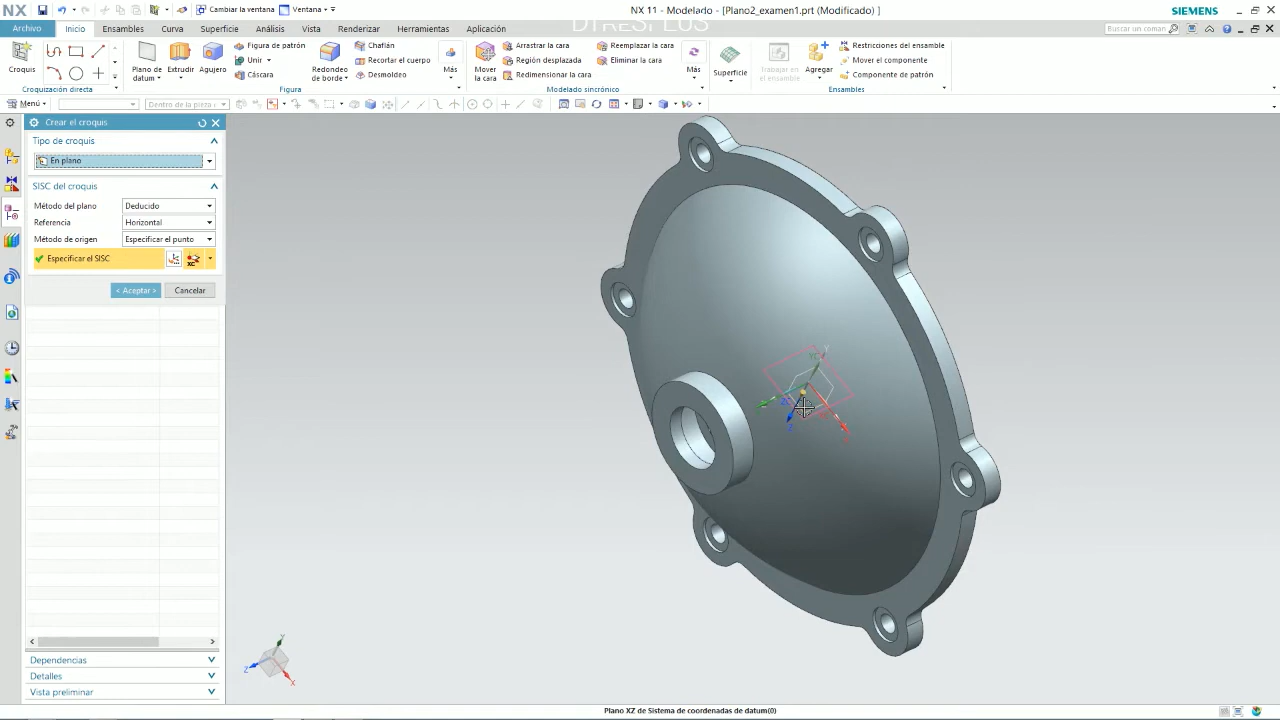 NX
Cambiar la ventana
Ventana
NX 11 - Modelado - [Plano2_examen1.prt (Modificado) ]
SIEMENS
DTRESPLUS
Archivo
Inicio
Ensambles
Curva
Superficie
Análisis
Vista
Renderizar
Herramientas
Aplicación
Buscar un coman
Croquis
Plano de datum
Extrudir
Agujero
Figura de patrón
Unir
Cáscara
Redondeo de borde
Chaflán
Recortar el cuerpo
Desmoldeo
Más
Mover la cara
Arrastrar la cara
Región desplazada
Redimensionar la cara
Reemplazar la cara
Eliminar la cara
Más
Superficie
Trabajar en el ensamble
Agregar
Restricciones del ensamble
Mover el componente
Componente de patrón
Croquización directa
Figura
Modelado sincrónico
Ensambles
Menú
Dentro de la pieza
Crear el croquis
Tipo de croquis
En plano
SISC del croquis
Método del plano
Deducido
Referencia
Horizontal
Método de origen
Especificar el punto
Especificar el SISC
< Aceptar >
Cancelar
Y
YC
Z
Y
Z
X
Dependencias
Detalles
Vista preliminar
Plano XZ de Sistema de coordenadas de datum(0)